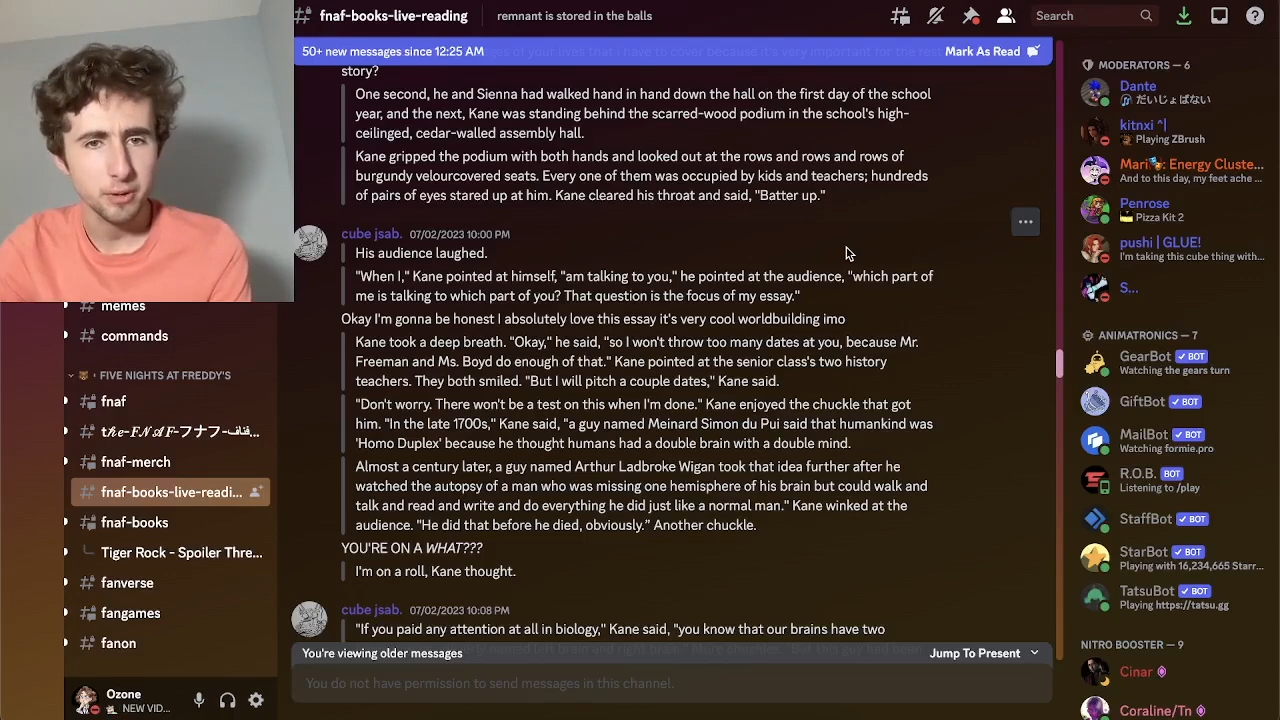 fnaf-books-live-reading
remnant is stored in the balls
Search
50+ new messages since 12:25 AM
Mark As Read
story?
One second, he and Sienna had walked hand in hand down the hall on the first day of the school
year, and the next, Kane was standing behind the scarred-wood podium in the school's high-
ceilinged, cedar-walled assembly hall.
Kane gripped the podium with both hands and looked out at the rows and rows and rows of
burgundy velourcovered seats. Every one of them was occupied by kids and teachers; hundreds
of pairs of eyes stared up at him. Kane cleared his throat and said, "Batter up."
cube jsab. 07/02/2023 10:00 PM
His audience laughed.
"When I," Kane pointed at himself, "am talking to you," he pointed at the audience, "which part of
me is talking to which part of you? That question is the focus of my essay."
Okay I'm gonna be honest I absolutely love this essay it's very cool worldbuilding imo
Kane took a deep breath. "Okay," he said, "so I won't throw too many dates at you, because Mr.
Freeman and Ms. Boyd do enough of that." Kane pointed at the senior class's two history
teachers. They both smiled. "But I will pitch a couple dates," Kane said.
"Don't worry. There won't be a test on this when I'm done." Kane enjoyed the chuckle that got
him. "In the late 1700s," Kane said, "a guy named Meinard Simon du Pui said that humankind was
'Homo Duplex' because he thought humans had a double brain with a double mind.
Almost a century later, a guy named Arthur Ladbroke Wigan took that idea further after he
watched the autopsy of a man who was missing one hemisphere of his brain but could walk and
talk and read and write and do everything he did just like a normal man." Kane winked at the
audience. "He did that before he died, obviously.” Another chuckle.
YOU'RE ON A WHAT???
I'm on a roll, Kane thought.
cube jsab. 07/02/2023 10:08 PM
"If you paid any attention at all in biology," Kane said, "you know that our brains have two
You're viewing older messages
Jump To Present
You do not have permission to send messages in this channel.
memes
commands
FIVE NIGHTS AT FREDDY'S
fnaf
fnaf-merch
fnaf-books-live-readi...
fnaf-books
Tiger Rock - Spoiler Thre...
fanverse
fangames
fanon
Ozone
NEW VID...
MODERATORS — 6
Dante
だいじょばない
kitnxi ^|
Playing ZBrush
Mari : Energy Cluste...
And to this day, my feet ache ...
Penrose
Pizza Kit 2
pushi | GLUE!
I'm taking this cube thing with...
S...
ANIMATRONICS — 7
GearBot BOT
Watching the gears turn
GiftBot BOT
MailBot BOT
Watching formie.pro
R.O.B. BOT
Listening to /play
StaffBot BOT
StarBot BOT
Playing with 16,234,665 Starr...
TatsuBot BOT
Playing https://tatsu.gg
NITRO BOOSTER — 9
Cinar
Coraline/Tn